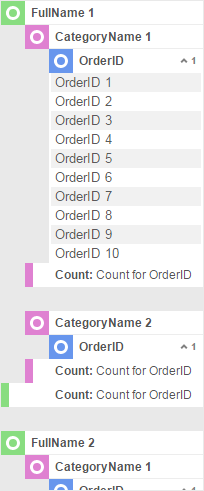 FullName 1
CategoryName 1
OrderID 1
OrderID 1
OrderID 2
OrderID 3
OrderID 4
OrderID 5
OrderID 6
OrderID 7
OrderID 8
OrderID 9
OrderID 10
Count: Count for OrderID
CategoryName 2
OrderID 1
Count: Count for OrderID
Count: Count for OrderID
FullName 2
CategoryName 1
OrderID 1